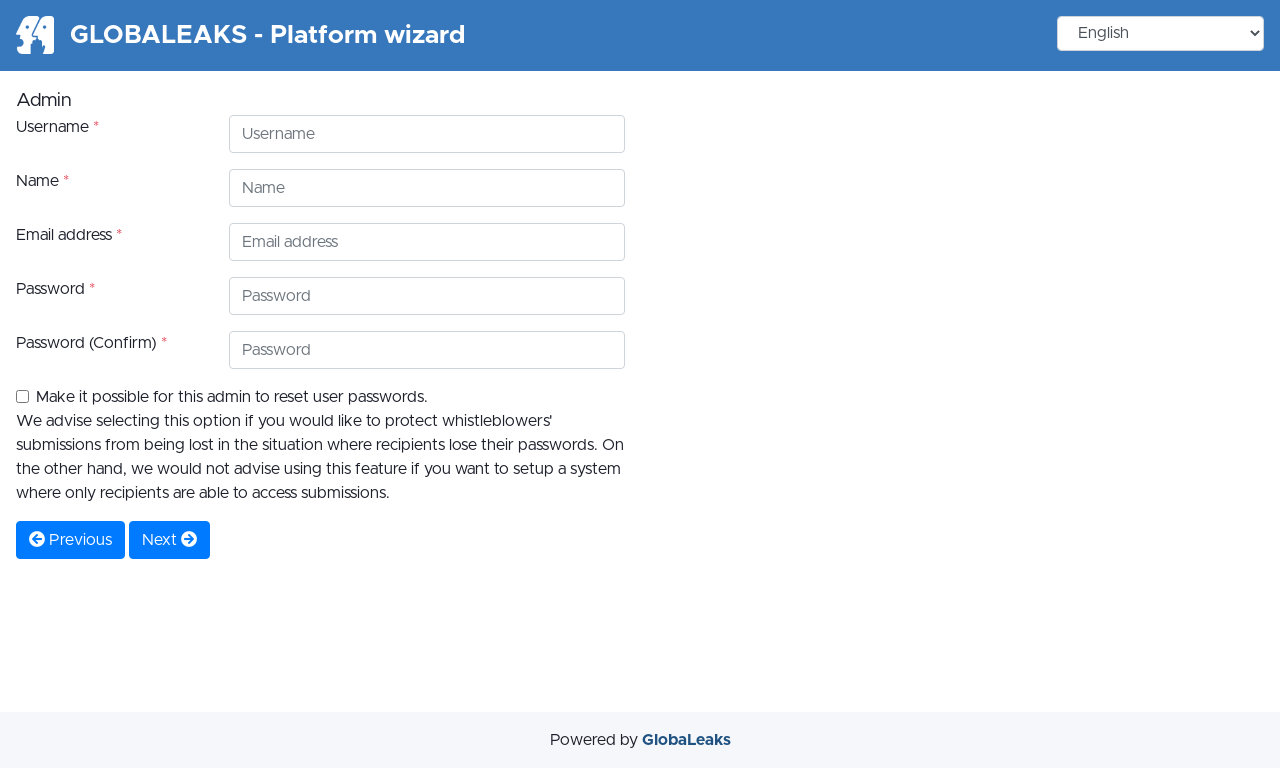 GLOBALEAKS - Platform wizard
English
Admin
Username *
Username
Name *
Name
Email address *
Email address
Password *
Password
Password (Confirm) *
Password
Make it possible for this admin to reset user passwords.
We advise selecting this option if you would like to protect whistleblowers'
submissions from being lost in the situation where recipients lose their passwords. On
the other hand, we would not advise using this feature if you want to setup a system
where only recipients are able to access submissions.
Previous
Next
Powered by GlobaLeaks